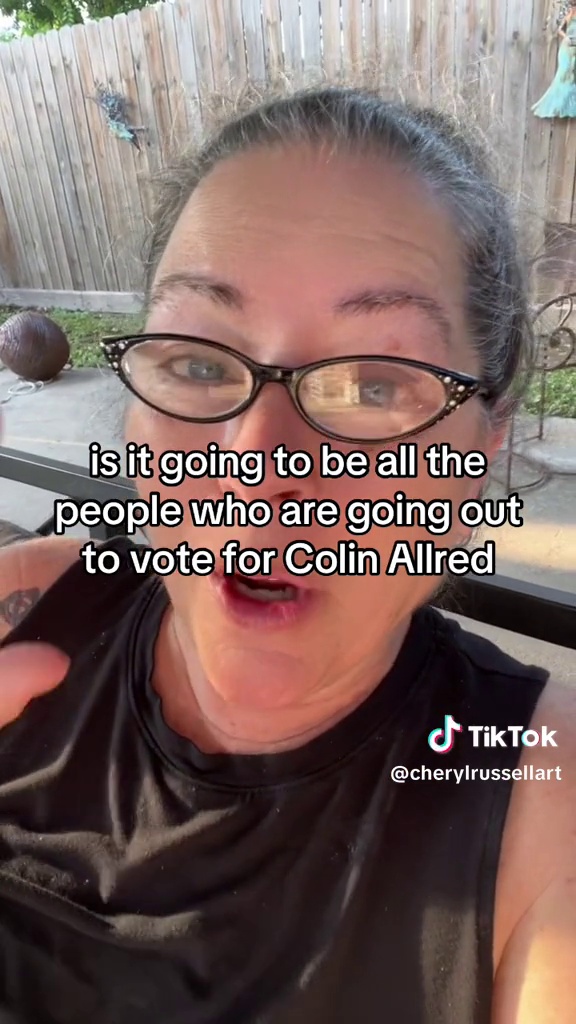 is it going to be all the
people who are going out
to vote for Colin Allred
TikTok
@cherylrussellart